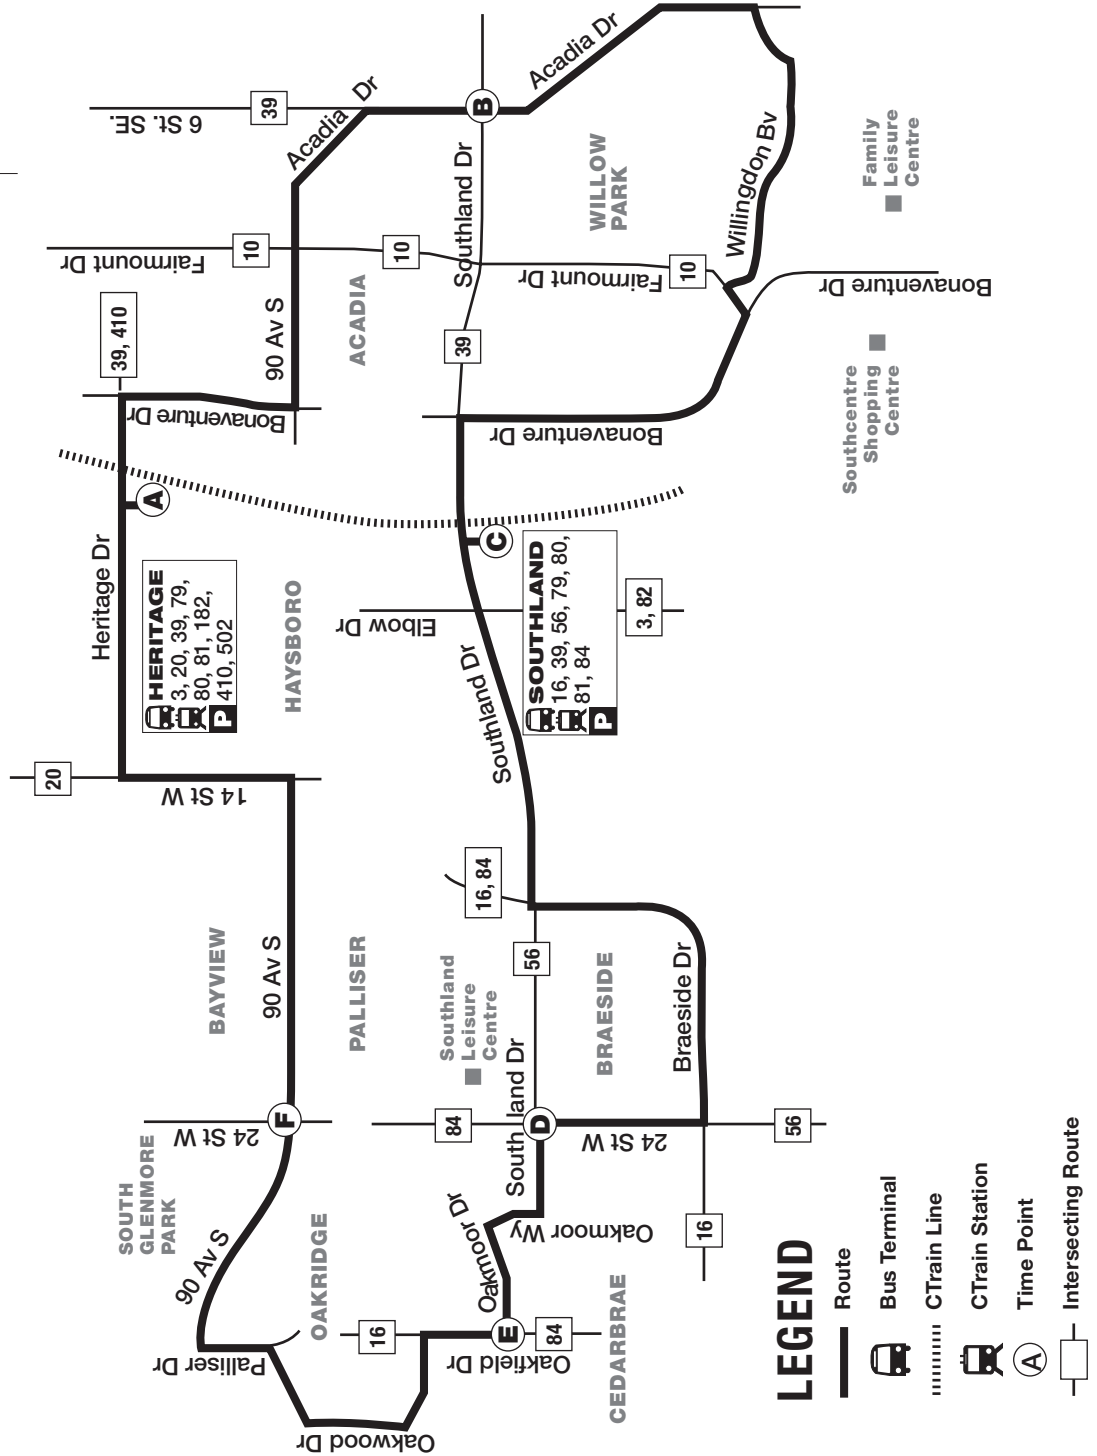 6 St. SE.
39
Acadia Dr
Acadia Dr
B
Southland Dr
WILLOW
PARK
Willingdon Bv
Family
Leisure
Centre
Fairmount Dr
10
10
Fairmount Dr
10
Bonaventure Dr
39, 410
90 Av S
ACADIA
39
Southcentre
Shopping
Centre
Bonaventure Dr
Bonaventure Dr
A
Heritage Dr
C
HERITAGE
3, 20, 39, 79,
80, 81, 182,
410, 502
P
HAYSBORO
Elbow Dr
3, 82
SOUTHLAND
16, 39, 56, 79, 80,
81, 84
P
Southland Dr
20
14 St W
16, 84
BAYVIEW
90 Av S
PALLISER
Southland
Leisure
Centre
56
BRAESIDE
Braeside Dr
24 St W
F
84
Southland Dr
D
24 St W
56
SOUTH
GLENMORE
PARK
90 Av S
OAKRIDGE
Oakmoor Dr
Oakmoor Wy
16
Palliser Dr
16
E
84
Oakfield Dr
CEDARBRAE
Oakwood Dr
LEGEND
Route
Bus Terminal
CTrain Line
CTrain Station
A
Time Point
Intersecting Route